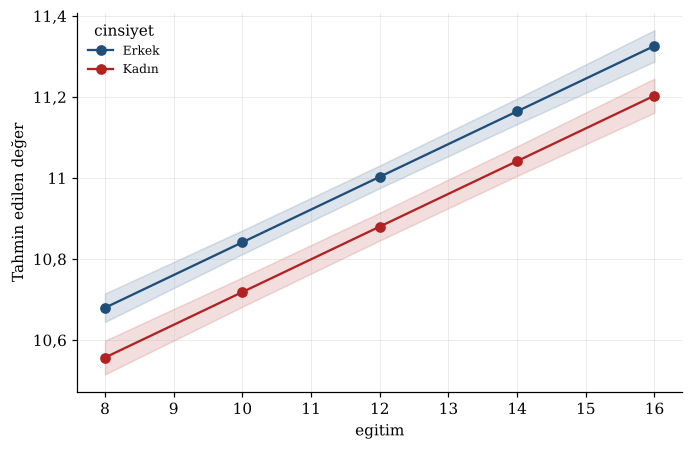 11,4
11,2
11
10,8
10,6
Tahmin edilen değer
cinsiyet
Erkek
Kadın
8 9 10 11 12 13 14 15 16
egitim